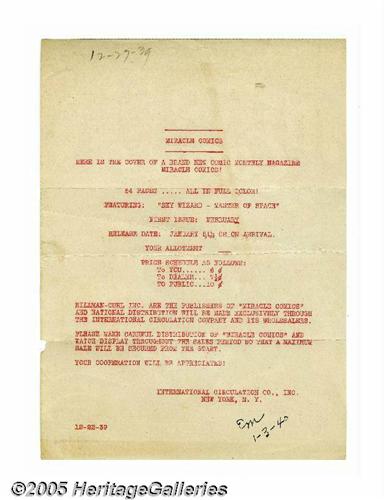 12-27-39
MIRACLE COMICS
HERE IS THE COVER OF A BRAND NEW COMIC MONTHLY MAGAZINE
MIRACLE COMICS!
64 PAGES ..... ALL IN FULL COLOR!
FEATURING: "SKY WIZARD - MASTER OF SPACE"
FIRST ISSUE: FEBRUARY
RELEASE DATE: JANUARY 5TH OR ON ARRIVAL.
YOUR ALLOTMENT
PRICE SCHEDULE AS FOLLOWS:
TO YOU...... 6 ¢
TO DEALER... 7½¢
TO PUBLIC...10 ¢
HILLMAN-CURL INC. ARE THE PUBLISHERS OF "MIRACLE COMICS"
AND NATIONAL DISTRIBUTION WILL BE MADE EXCLUSIVELY THROUGH
THE INTERNATIONAL CIRCULATION COMPANY AND ITS WHOLESALERS.
PLEASE MAKE CAREFUL DISTRIBUTION OF "MIRACLE COMICS" AND
WATCH DISPLAY THROUGHOUT THE SALES PERIOD SO THAT A MAXIMUM
SALE WILL BE SECURED FROM THE START.
YOUR COOPERATION WILL BE APPRECIATED!
INTERNATIONAL CIRCULATION CO., INC.
NEW YORK, N. Y.
12-22-39
1-3-40
©2005 HeritageGalleries